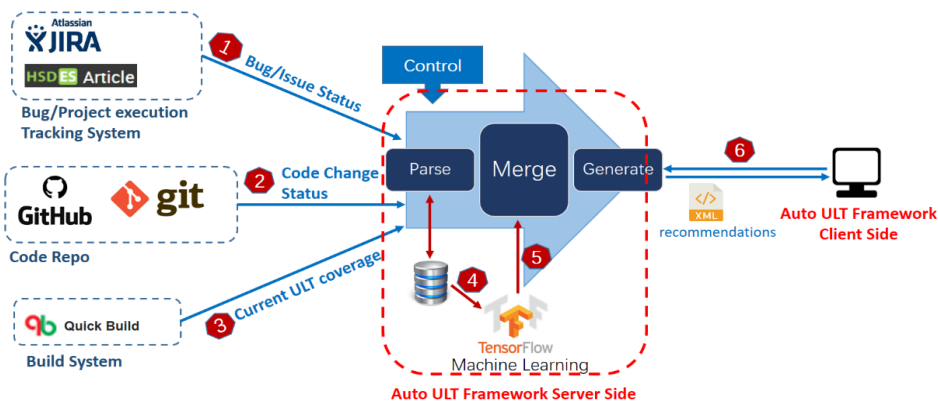 Atlassian
JIRA
HSDES Article
Bug/Project execution
Tracking System
1
Bug/Issue Status
Control
GitHub
git
Code Repo
2
Code Change
Status
Parse
Merge
Generate
6
XML
recommendations
Auto ULT Framework
Client Side
Quick Build
Build System
3
Current ULT coverage
4
5
TensorFlow
Machine Learning
Auto ULT Framework Server Side